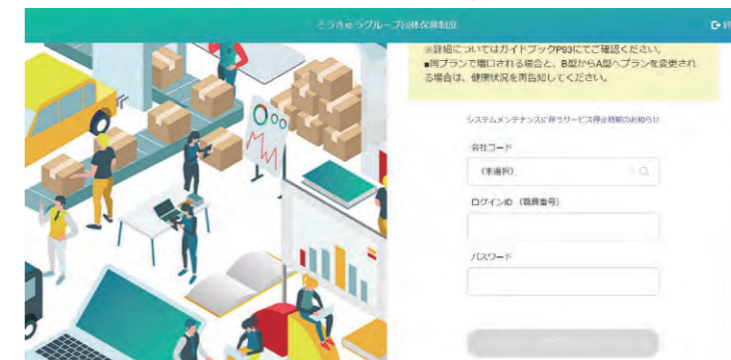 そうきゅうグループ団体保険制度
※詳細についてはガイドブックP93にてご確認ください。
■同プランで増口される場合と、B型からA型へプランを変更され
る場合は、健康状況を再告知してください。
システムメンテナンスに伴うサービス停止時間のお知らせ
会社コード
(未選択)
ログインID (職員番号)
パスワード